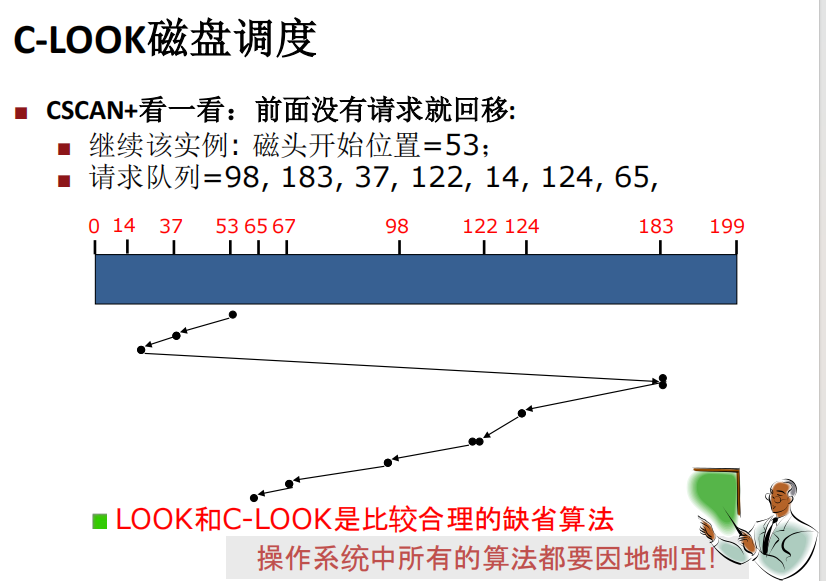 C-LOOK磁盘调度
CSCAN+看一看：前面没有请求就回移:
继续该实例: 磁头开始位置=53；
请求队列=98, 183, 37, 122, 14, 124, 65,
0 14 37 53 65 67 98 122 124 183 199
LOOK和C-LOOK是比较合理的缺省算法
操作系统中所有的算法都要因地制宜!